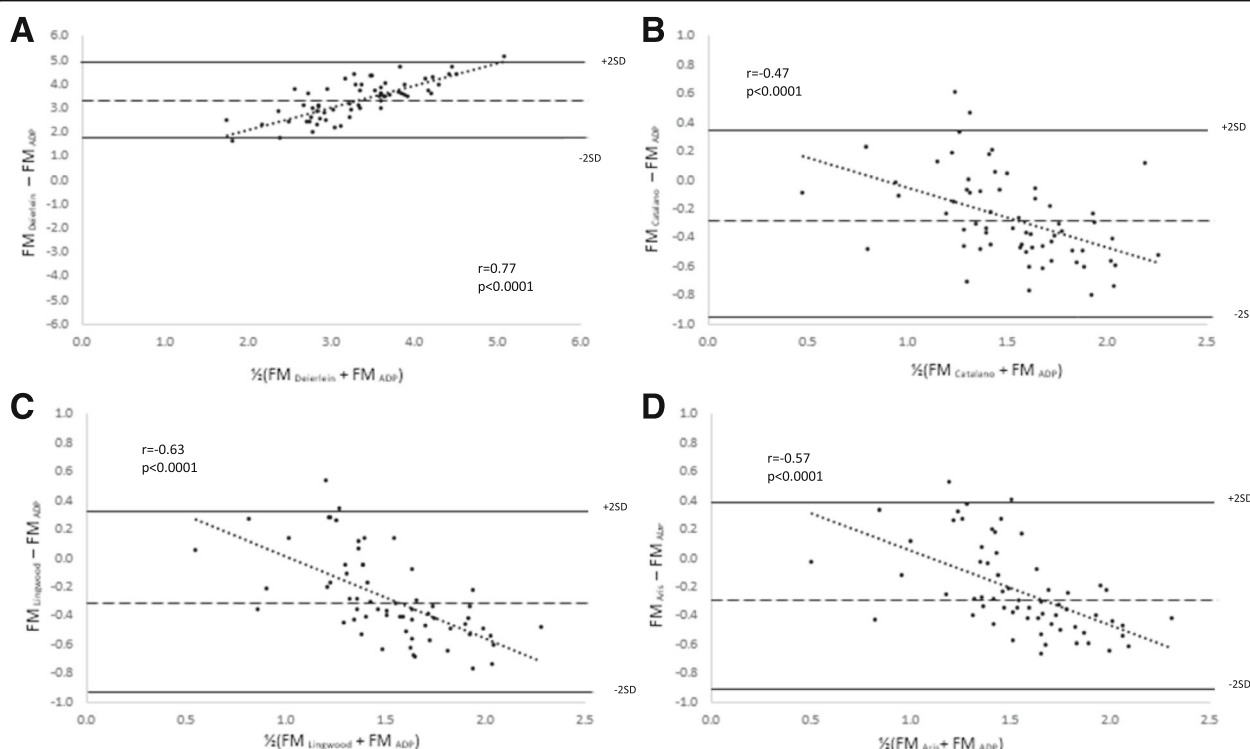 A
6.0
5.0
4.0
3.0
2.0
1.0
0.0
-1.0
-2.0
-3.0
-4.0
-5.0
-6.0
FM Deierlein – FM ADP
+2SD
-2SD
r=0.77
p<0.0001
0.0 1.0 2.0 3.0 4.0 5.0 6.0
½(FM Deierlein + FM ADP)
B
1.0
0.8
0.6
0.4
0.2
0.0
-0.2
-0.4
-0.6
-0.8
-1.0
FM Catalano – FM ADP
r=-0.47
p<0.0001
+2SD
-2S
0.0 0.5 1.0 1.5 2.0 2.5
½(FM Catalano + FM ADP)
C
1.0
0.8
0.6
0.4
0.2
0.0
-0.2
-0.4
-0.6
-0.8
-1.0
FM Lingwood – FM ADP
r=-0.63
p<0.0001
+2SD
-2SD
0.0 0.5 1.0 1.5 2.0 2.5
½(FM Lingwood + FM ADP)
D
1.0
0.8
0.6
0.4
0.2
0.0
-0.2
-0.4
-0.6
-0.8
-1.0
FM Aris – FM ADP
r=-0.57
p<0.0001
+2SD
-2SD
0.0 0.5 1.0 1.5 2.0 2.5
½(FM Aris + FM ADP)